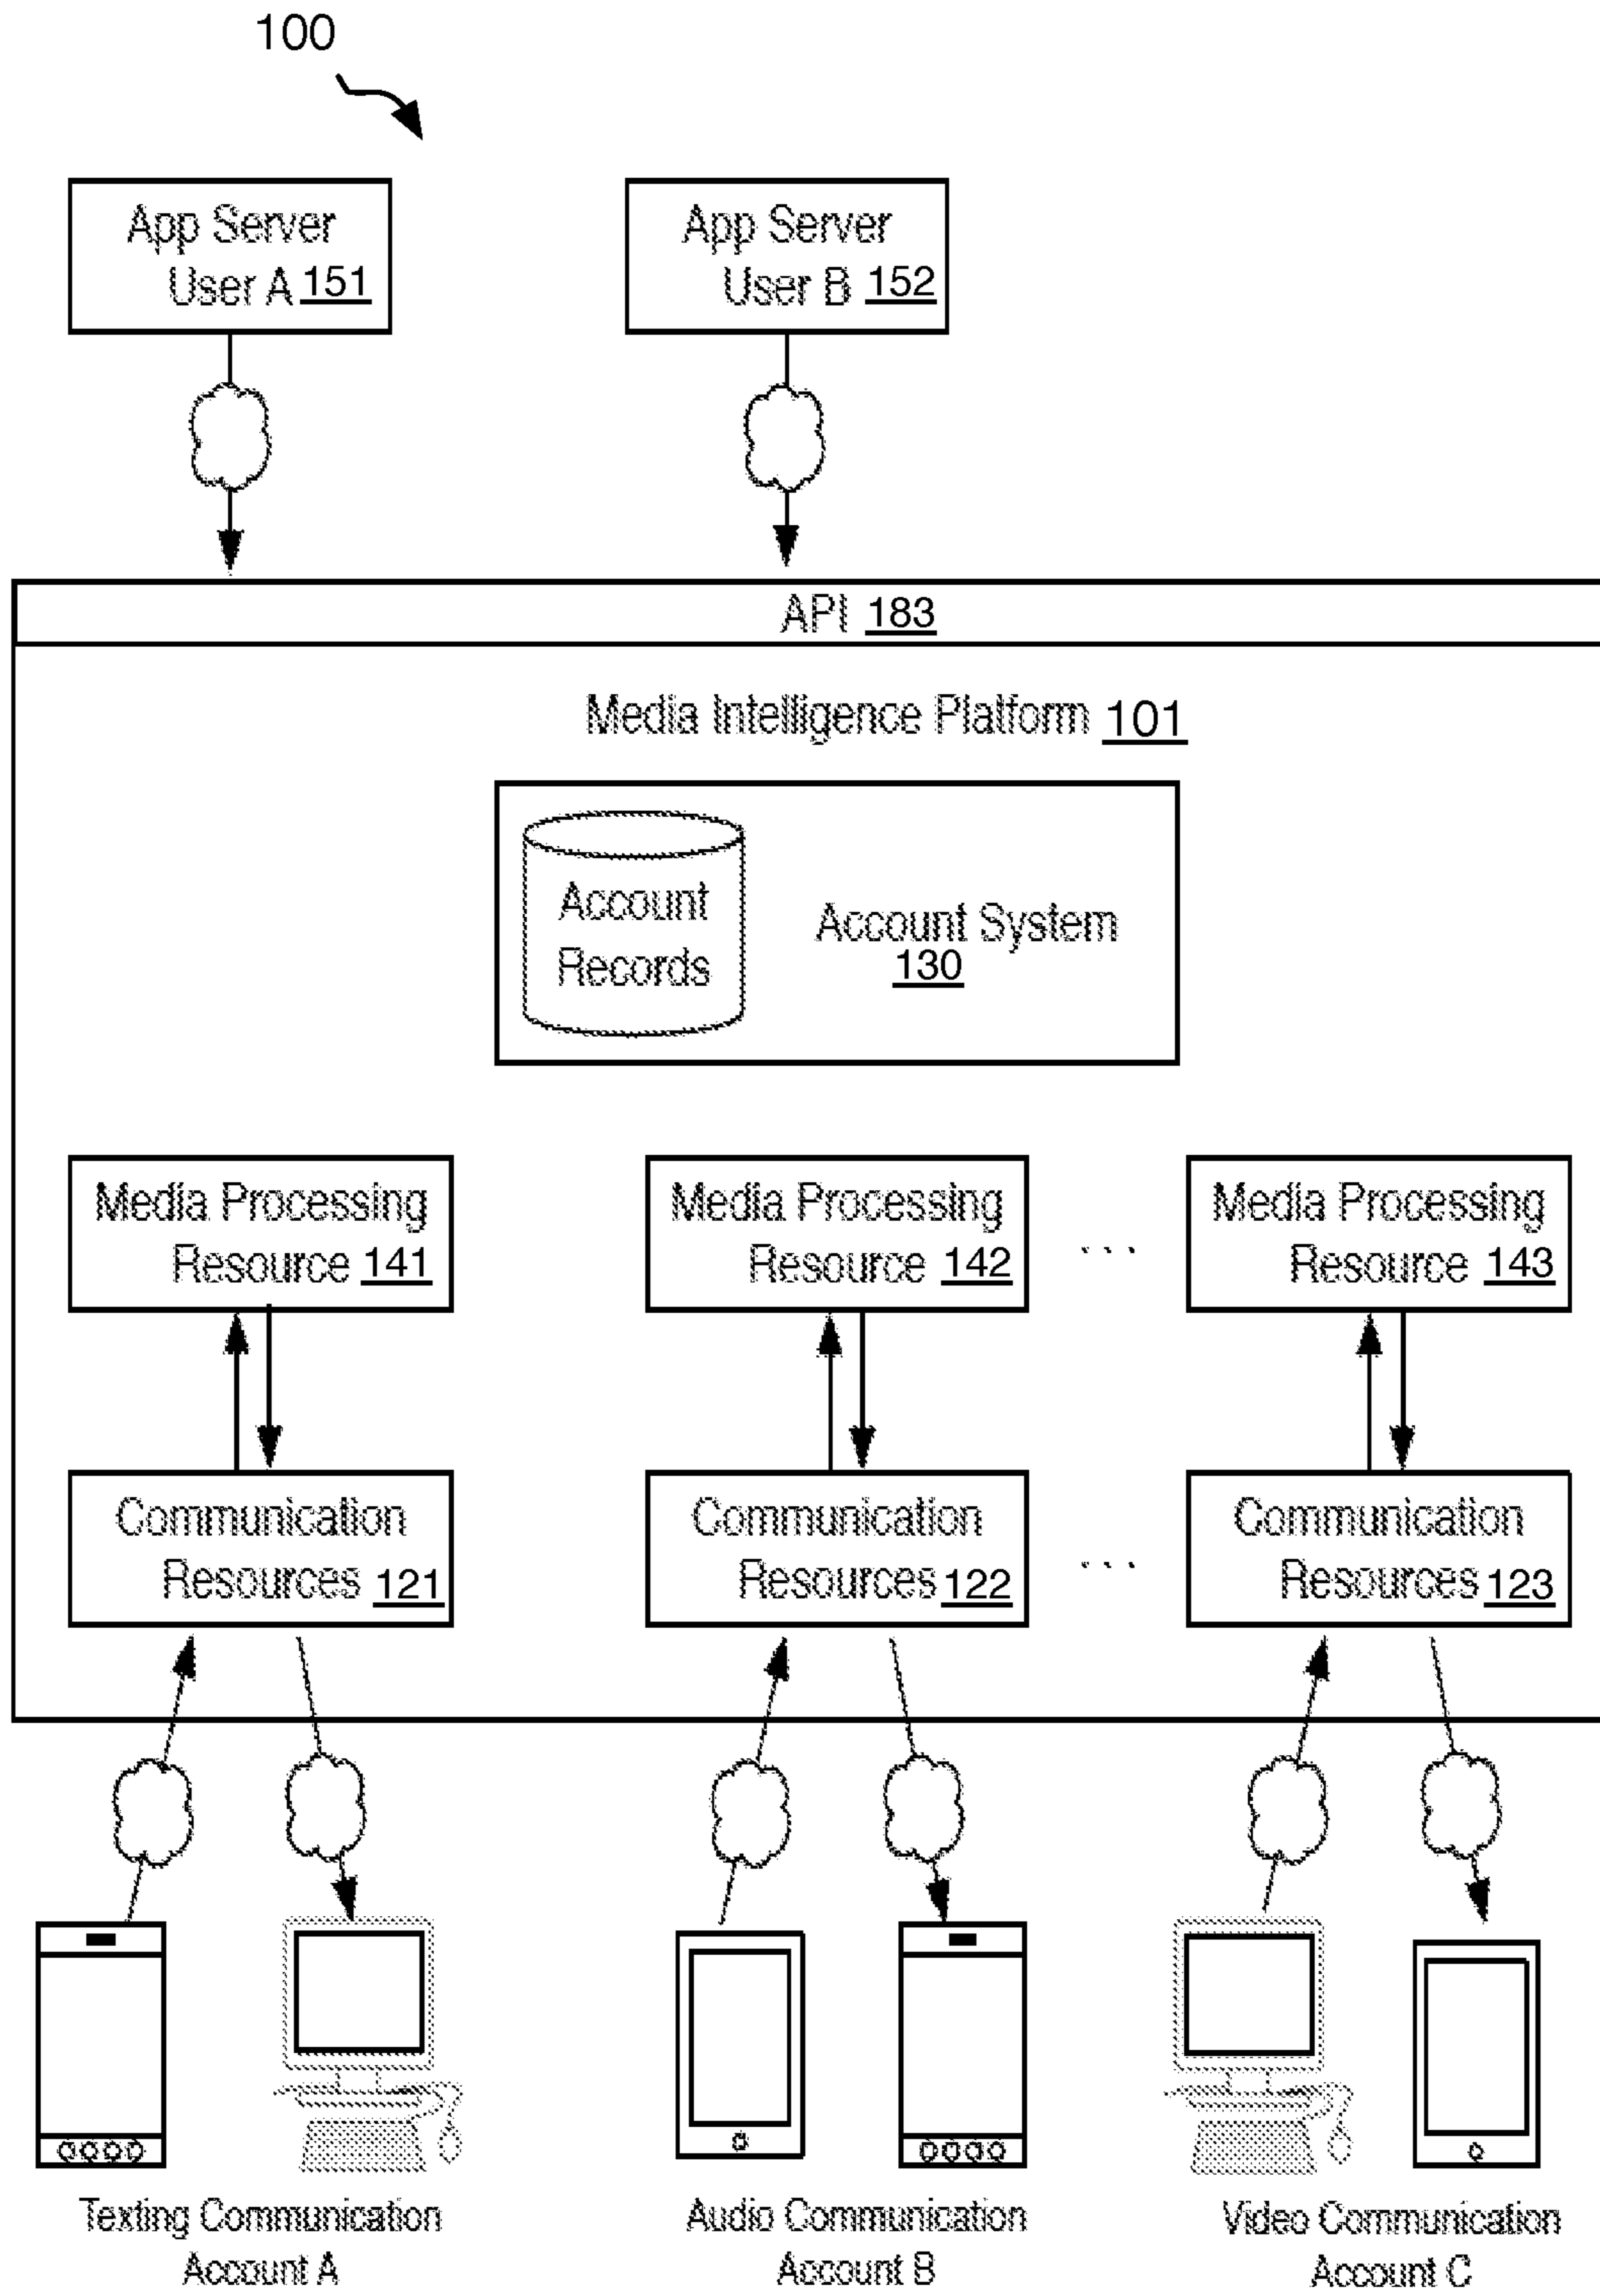 100
App Server
User A 151
App Server
User B 152
API 183
Media Intelligence Platform 101
Account
Records
Account System
130
Media Processing
Resource 141
Media Processing
Resource 142
...
Media Processing
Resource 143
Communication
Resources 121
Communication
Resources 122
...
Communication
Resources 123
Texting Communication
Account A
Audio Communication
Account B
Video Communication
Account C